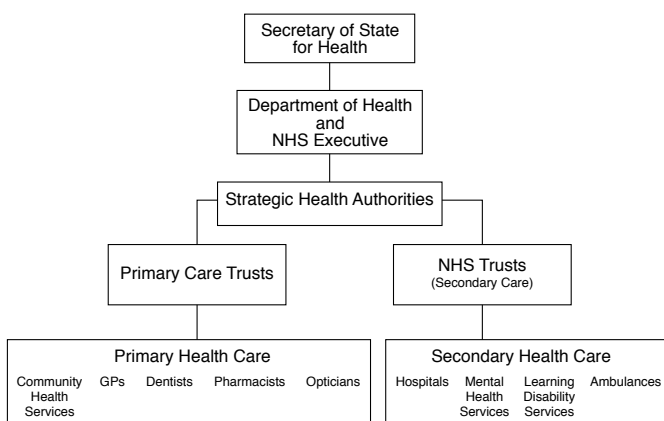 Secretary of State
for Health
Department of Health
and
NHS Executive
Strategic Health Authorities
Primary Care Trusts
NHS Trusts
(Secondary Care)
Primary Health Care
Community
Health
Services
GPs
Dentists
Pharmacists
Opticians
Secondary Health Care
Hospitals
Mental
Health
Services
Learning
Disability
Services
Ambulances